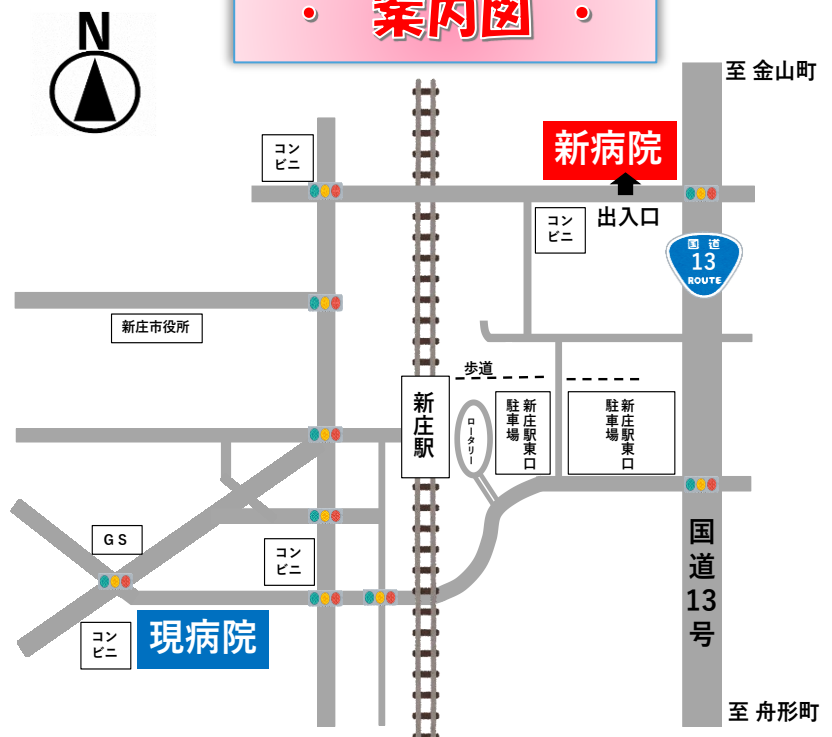 ・ 案内図 ・
N
至 金山町
コン
ビニ
新病院
出入口
コン
ビニ
国道
13
ROUTE
新庄市役所
歩道
新庄駅
ロータリー
新庄駅東口
駐車場
新庄駅東口
駐車場
GS
コン
ビニ
国道13号
コン
ビニ
現病院
至 舟形町